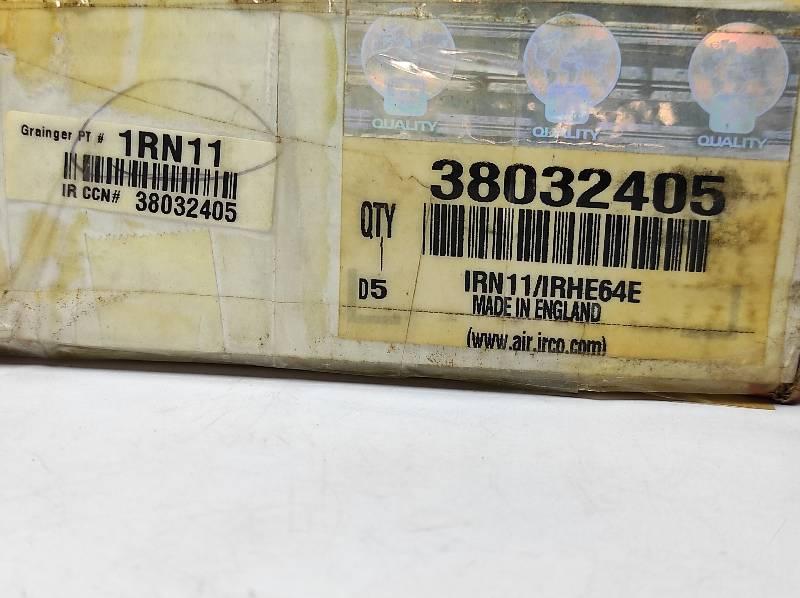 Grainger PT # 1RN11
IR CCN# 38032405
QUALITY
QUALITY
QUALITY
38032405
QTY
1
D5
IRN11/IRHE64E
MADE IN ENGLAND
(www.air.irco.com)